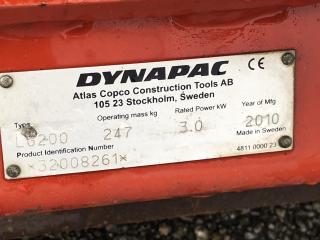 DYNAPAC CE
Atlas Copco Construction Tools AB
105 23 Stockholm, Sweden
Type Operating mass kg Rated Power kW Year of Mfg
LG200 247 3.0 2010
Product Identification Number Made in Sweden
*32008261* 4811 0000 23